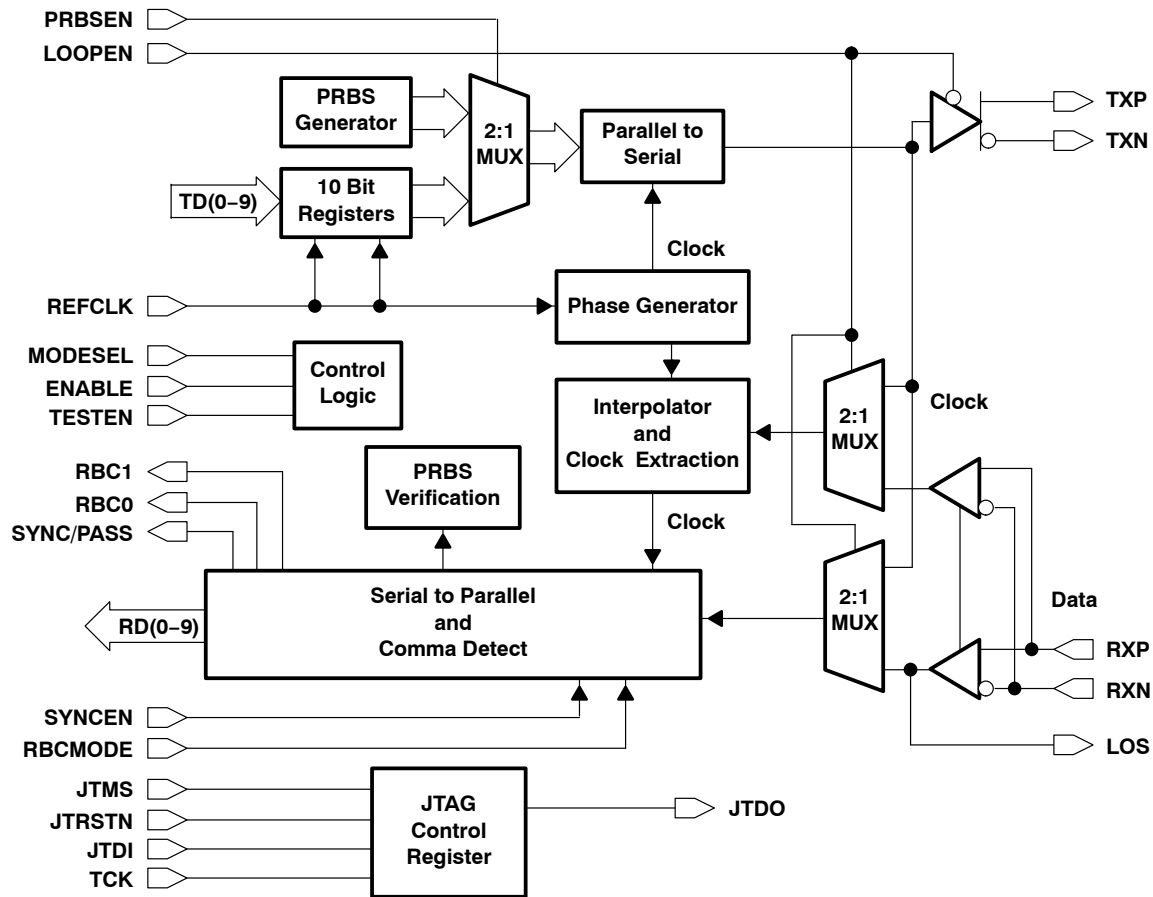 PRBSEN
LOOPEN
PRBS
Generator
2:1
MUX
Parallel to
Serial
TXP
TXN
TD(0–9)
10 Bit
Registers
Clock
REFCLK
Phase Generator
MODESEL
ENABLE
TESTEN
Control
Logic
Interpolator
and
Clock Extraction
2:1
MUX
Clock
RBC1
RBC0
SYNC/PASS
PRBS
Verification
Clock
RD(0–9)
Serial to Parallel
and
Comma Detect
2:1
MUX
Data
RXP
RXN
LOS
SYNCEN
RBCMODE
JTMS
JTRSTN
JTDI
TCK
JTAG
Control
Register
JTDO